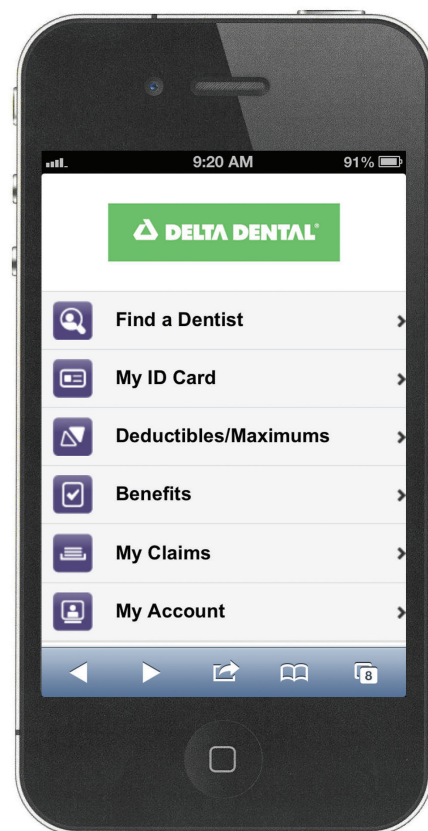 9:20 AM 91%
DELTA DENTAL®
Find a Dentist
My ID Card
Deductibles/Maximums
Benefits
My Claims
My Account
8